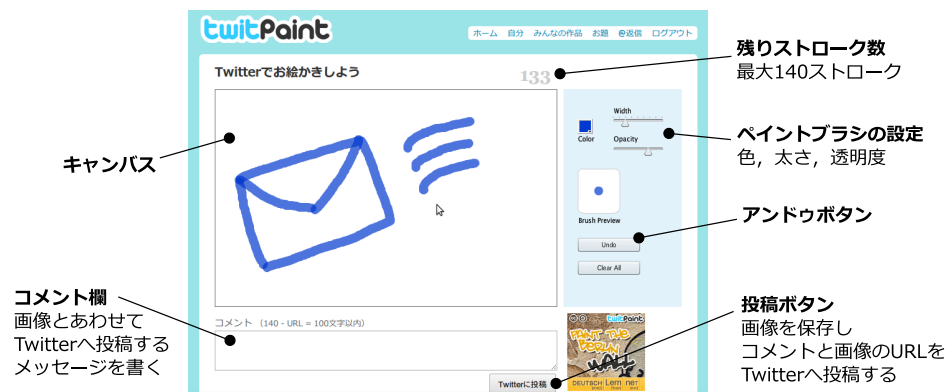 twitPaint
ホーム 自分 みんなの作品 お題 @返信 ログアウト
Twitterでお絵かきしよう
133
残りストローク数
最大140ストローク
キャンバス
Width
Color
Opacity
ペイントブラシの設定
色，太さ，透明度
Brush Preview
アンドゥボタン
Undo
Clear All
コメント欄
画像とあわせて
Twitterへ投稿する
メッセージを書く
コメント （140 - URL = 100文字以内）
twitPaint
PAINT THE
BERLIN
WALL
DEUTSCH Lern net
Twitterに投稿
投稿ボタン
画像を保存し
コメントと画像のURLを
Twitterへ投稿する